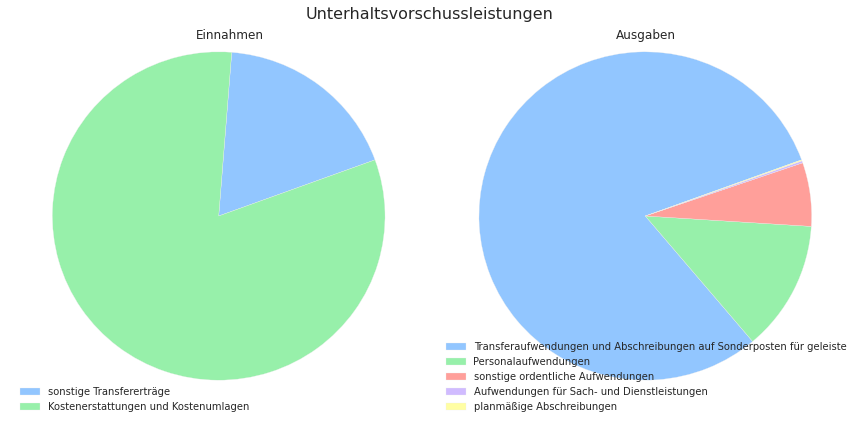 Unterhaltsvorschussleistungen
Einnahmen
Ausgaben
sonstige Transfererträge
Kostenerstattungen und Kostenumlagen
Transferaufwendungen und Abschreibungen auf Sonderposten für geleiste
Personalaufwendungen
sonstige ordentliche Aufwendungen
Aufwendungen für Sach- und Dienstleistungen
planmäßige Abschreibungen